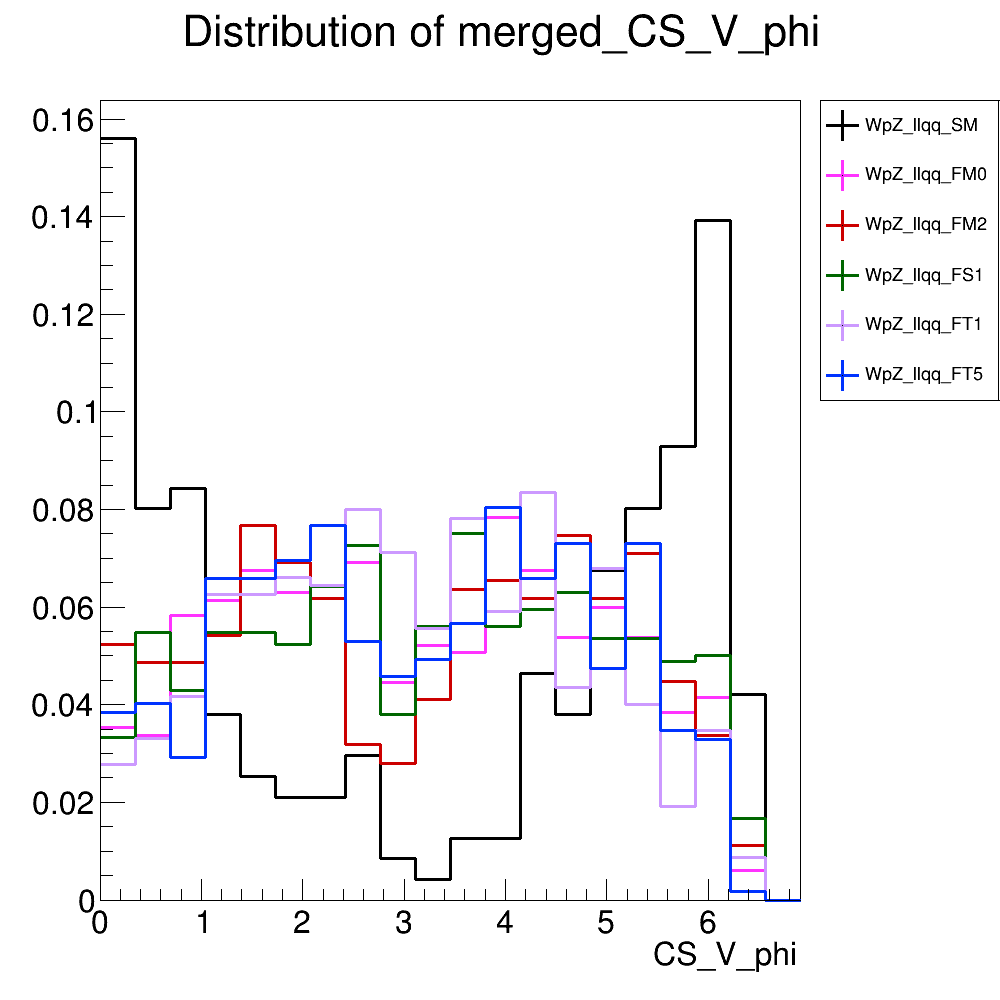 Distribution of merged_CS_V_phi
0.16
0.14
0.12
0.1
0.08
0.06
0.04
0.02
0
0 1 2 3 4 5 6
CS_V_phi
WpZ_llqq_SM
WpZ_llqq_FM0
WpZ_llqq_FM2
WpZ_llqq_FS1
WpZ_llqq_FT1
WpZ_llqq_FT5